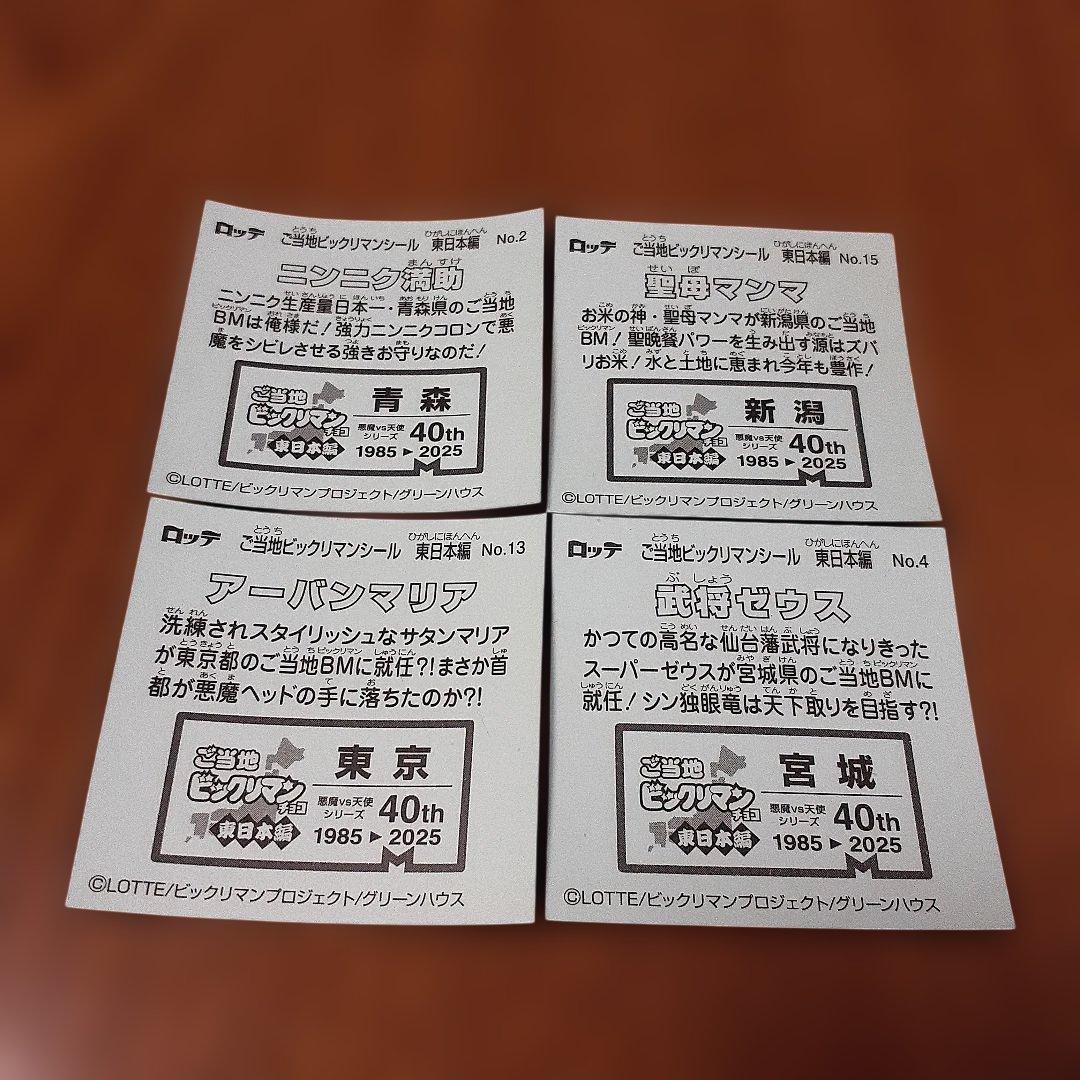 ロッテ ご当地ビックリマンシール 東日本編 No.2
ニンニク満助
ニンニク生産量日本一・青森県のご当地
BMは俺様だ！強力ニンニクコロンで悪
魔をシビレさせる強きお守りなのだ！
ご当地
ビックリマン
チョコ
東日本編
青森
悪魔vs天使
シリーズ 40th
1985▶2025
©LOTTE/ビックリマンプロジェクト/グリーンハウス
ロッテ ご当地ビックリマンシール 東日本編 No.15
聖母マンマ
お米の神・聖母マンマが新潟県のご当地
BM！聖晩餐パワーを生み出す源はズバ
リお米！水と土地に恵まれ今年も豊作！
ご当地
ビックリマン
チョコ
東日本編
新潟
悪魔vs天使
シリーズ 40th
1985▶2025
©LOTTE/ビックリマンプロジェクト/グリーンハウス
ロッテ ご当地ビックリマンシール 東日本編 No.13
アーバンマリア
洗練されスタイリッシュなサタンマリア
が東京都のご当地BMに就任?!まさか首
都が悪魔ヘッドの手に落ちたのか?!
ご当地
ビックリマン
チョコ
東日本編
東京
悪魔vs天使
シリーズ 40th
1985▶2025
©LOTTE/ビックリマンプロジェクト/グリーンハウス
ロッテ ご当地ビックリマンシール 東日本編 No.4
武将ゼウス
かつての高名な仙台藩武将になりきった
スーパーゼウスが宮城県のご当地BMに
就任！シン独眼竜は天下取りを目指す?!
ご当地
ビックリマン
チョコ
東日本編
宮城
悪魔vs天使
シリーズ 40th
1985▶2025
©LOTTE/ビックリマンプロジェクト/グリーンハウス